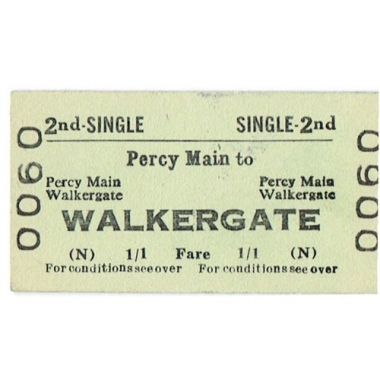 2nd-SINGLE SINGLE-2nd
Percy Main to
Percy Main Percy Main
Walkergate Walkergate
WALKERGATE
(N) 1/1 Fare 1/1 (N)
For conditions see over For conditions see over
0060
0060